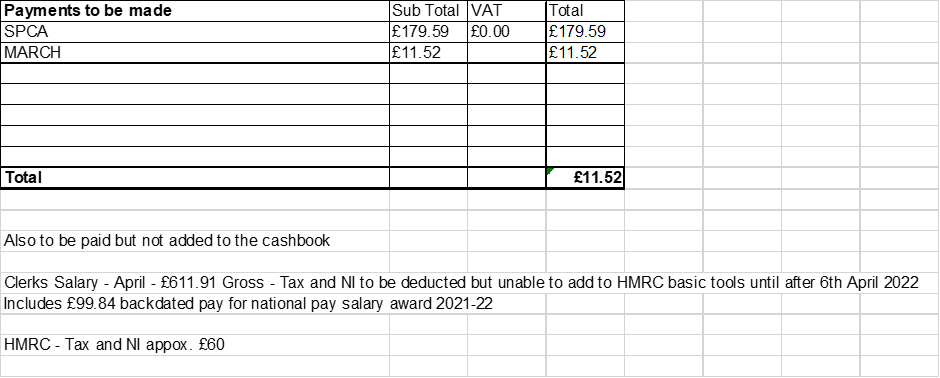 Payments to be made Sub Total VAT Total
SPCA £179.59 £0.00 £179.59
MARCH £11.52 £11.52
Total £11.52
Also to be paid but not added to the cashbook
Clerks Salary - April - £611.91 Gross - Tax and NI to be deducted but unable to add to HMRC basic tools until after 6th April 2022
Includes £99.84 backdated pay for national pay salary award 2021-22
HMRC - Tax and NI appox. £60